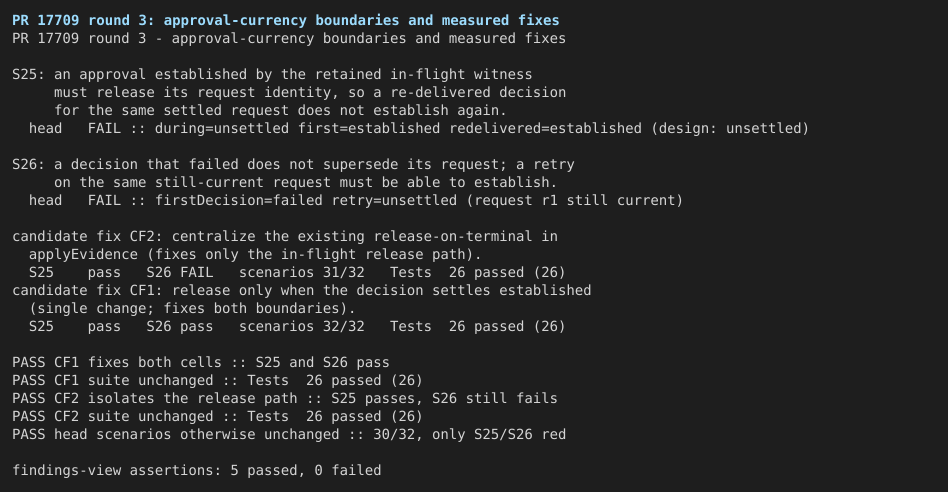 PR 17709 round 3: approval-currency boundaries and measured fixes
PR 17709 round 3 - approval-currency boundaries and measured fixes
S25: an approval established by the retained in-flight witness
must release its request identity, so a re-delivered decision
for the same settled request does not establish again.
head FAIL :: during=unsettled first=established redelivered=established (design: unsettled)
S26: a decision that failed does not supersede its request; a retry
on the same still-current request must be able to establish.
head FAIL :: firstDecision=failed retry=unsettled (request r1 still current)
candidate fix CF2: centralize the existing release-on-terminal in
applyEvidence (fixes only the in-flight release path).
S25 pass S26 FAIL scenarios 31/32 Tests 26 passed (26)
candidate fix CF1: release only when the decision settles established
(single change; fixes both boundaries).
S25 pass S26 pass scenarios 32/32 Tests 26 passed (26)
PASS CF1 fixes both cells :: S25 and S26 pass
PASS CF1 suite unchanged :: Tests 26 passed (26)
PASS CF2 isolates the release path :: S25 passes, S26 still fails
PASS CF2 suite unchanged :: Tests 26 passed (26)
PASS head scenarios otherwise unchanged :: 30/32, only S25/S26 red
findings-view assertions: 5 passed, 0 failed